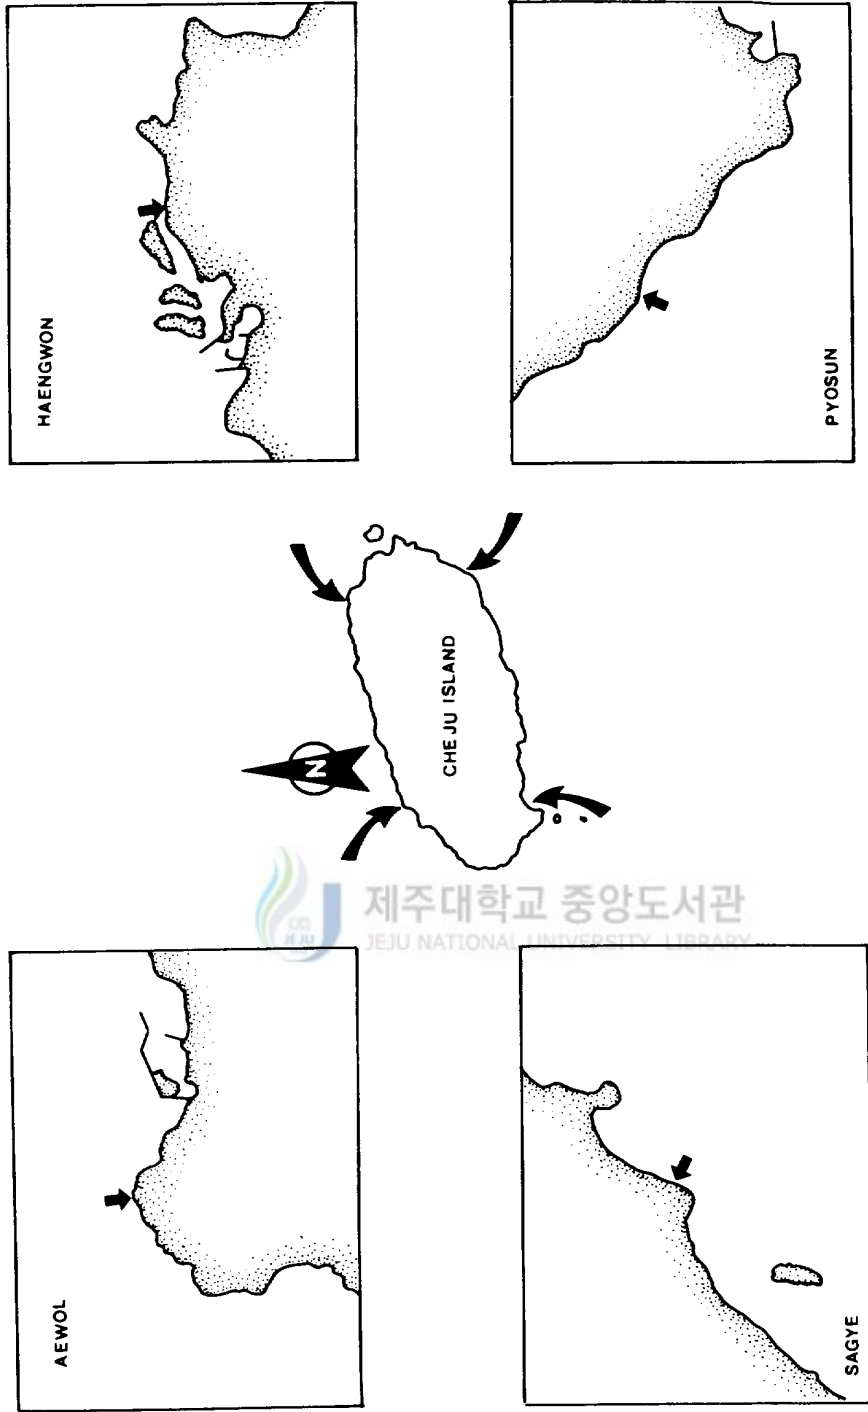 HAENGWON
PYOSUN
N
CHE JU ISLAND
제주대학교 중앙도서관
JEJU NATIONAL UNIVERSITY LIBRARY
JEJU
AEWOL
SAGYE